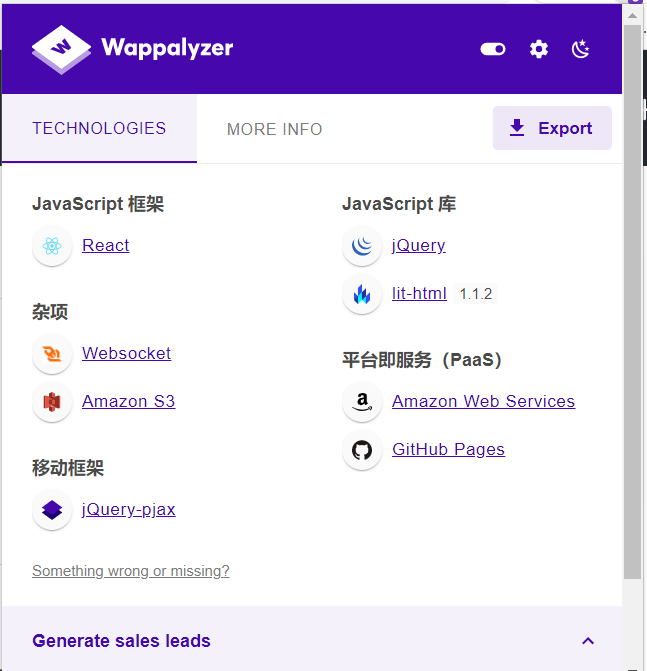 Wappalyzer
TECHNOLOGIES
MORE INFO
Export
JavaScript 框架
React
杂项
Websocket
Amazon S3
移动框架
jQuery-pjax
JavaScript 库
jQuery
lit-html 1.1.2
平台即服务（PaaS）
Amazon Web Services
GitHub Pages
Something wrong or missing?
Generate sales leads